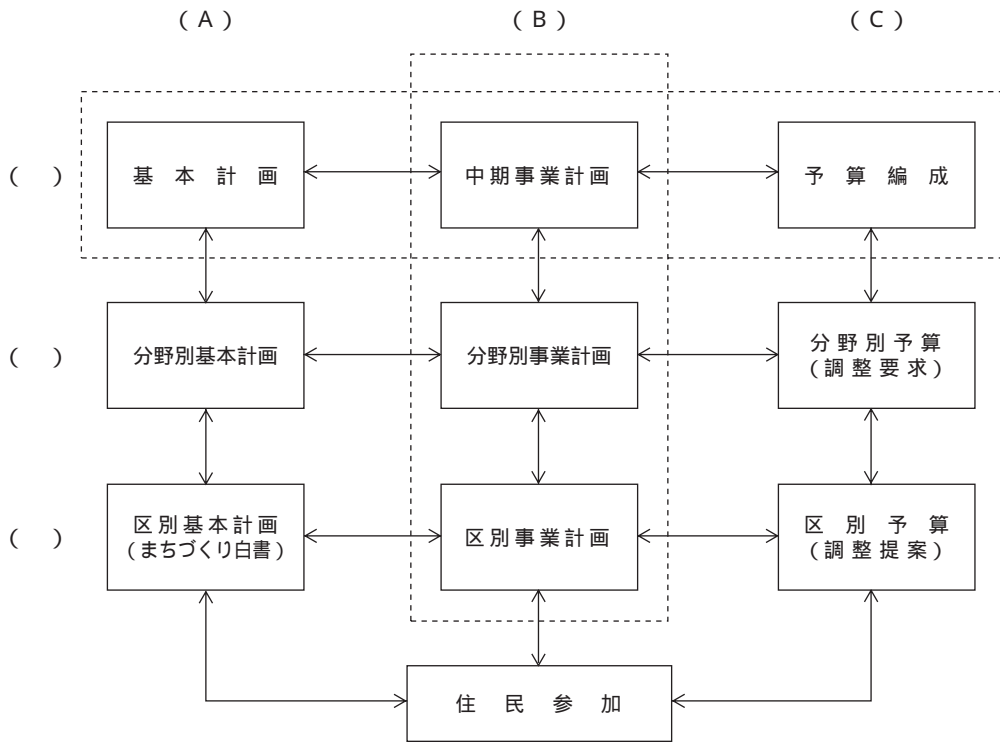 ( A )
( B )
( C )
(　)
基本計画
中期事業計画
予算編成
(　)
分野別基本計画
分野別事業計画
分野別予算
(調整要求)
(　)
区別基本計画
(まちづくり白書)
区別事業計画
区別予算
(調整提案)
住民参加